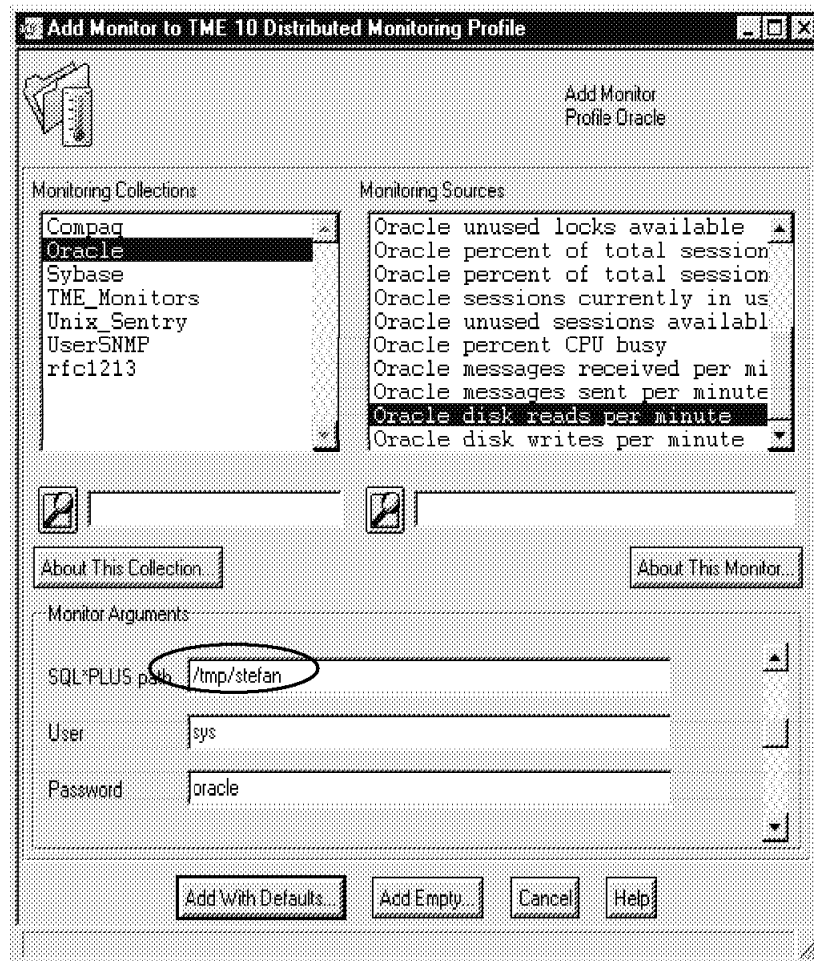 Add Monitor to TME 10 Distributed Monitoring Profile
Add Monitor
Profile Oracle
Monitoring Collections
Compaq
Oracle
Sybase
TME_Monitors
Unix_Sentry
UserSNMP
rfc1213
Monitoring Sources
Oracle unused locks available
Oracle percent of total session
Oracle percent of total session
Oracle sessions currently in us
Oracle unused sessions availabl
Oracle percent CPU busy
Oracle messages received per mi
Oracle messages sent per minute
Oracle disk reads per minute
Oracle disk writes per minute
About This Collection...
About This Monitor...
Monitor Arguments
SQL*PLUS path /tmp/stefan
User sys
Password oracle
Add With Defaults... Add Empty... Cancel Help